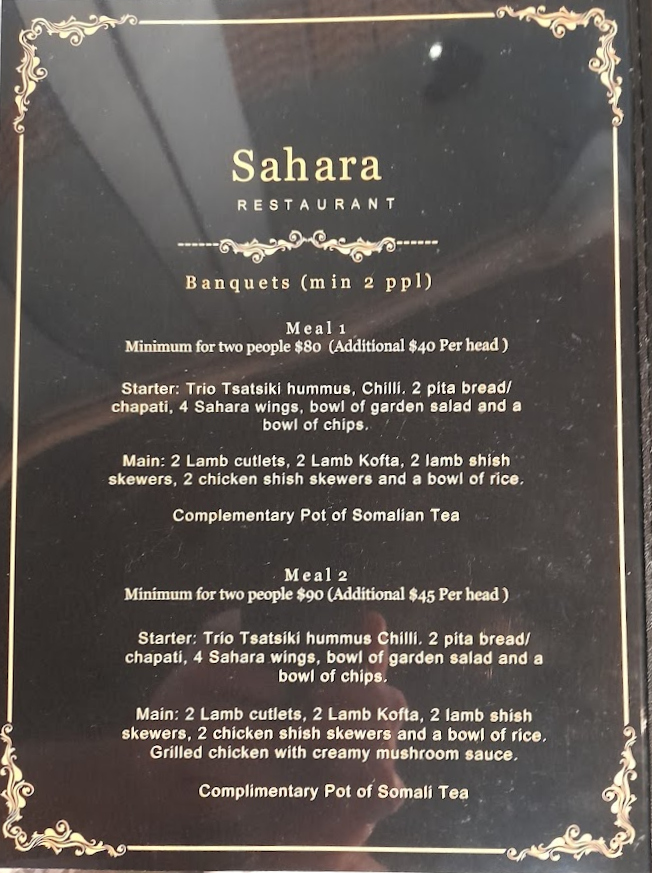 Sahara
RESTAURANT
Banquets (min 2 ppl)
Meal 1
Minimum for two people $80 (Additional $40 Per head )
Starter: Trio Tsatsiki hummus, Chilli. 2 pita bread/
chapati, 4 Sahara wings, bowl of garden salad and a
bowl of chips.
Main: 2 Lamb cutlets, 2 Lamb Kofta, 2 lamb shish
skewers, 2 chicken shish skewers and a bowl of rice.
Complementary Pot of Somalian Tea
Meal 2
Minimum for two people $90 (Additional $45 Per head )
Starter: Trio Tsatsiki hummus Chilli. 2 pita bread/
chapati, 4 Sahara wings, bowl of garden salad and a
bowl of chips.
Main: 2 Lamb cutlets, 2 Lamb Kofta, 2 lamb shish
skewers, 2 chicken shish skewers and a bowl of rice.
Grilled chicken with creamy mushroom sauce.
Complimentary Pot of Somali Tea